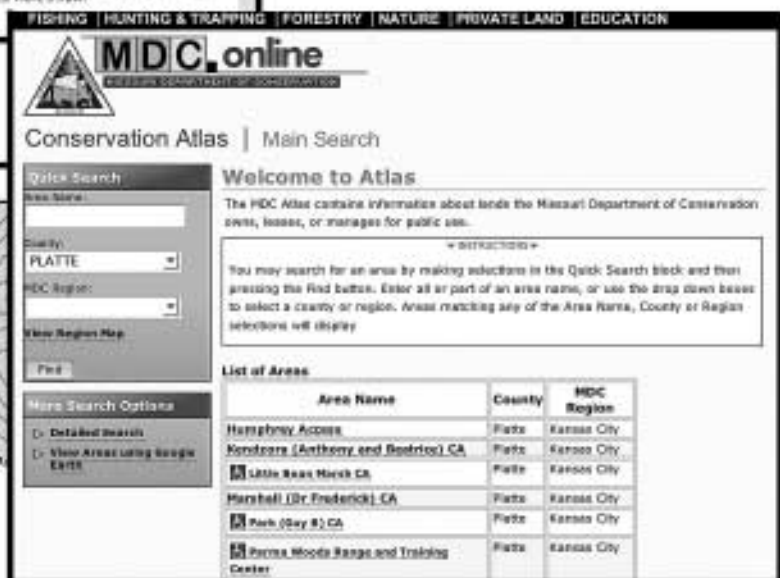 FISHING | HUNTING & TRAPPING | FORESTRY | NATURE | PRIVATE LAND | EDUCATION
MDC.online
MISSOURI DEPARTMENT OF CONSERVATION
Conservation Atlas | Main Search
Quick Search
Area Name:
County:
PLATTE
MDC Region:
View Region Map
Find
More Search Options
Detailed Search
View Areas using Google
Earth
Welcome to Atlas
The MDC Atlas contains information about lands the Missouri Department of Conservation
owns, leases, or manages for public use.
INSTRUCTIONS
You may search for an area by making selections in the Quick Search block and then
pressing the Find button. Enter all or part of an area name, or use the drop down boxes
to select a county or region. Areas matching any of the Area Name, County or Region
selections will display
List of Areas
Area Name County MDC Region
Humphrey Access Platte Kansas City
Kendzora (Anthony and Beatrice) CA Platte Kansas City
Little Bean Marsh CA Platte Kansas City
Marshall (Dr Frederick) CA Platte Kansas City
Park (Guy B) CA Platte Kansas City
Parma Woods Range and Training Center Platte Kansas City